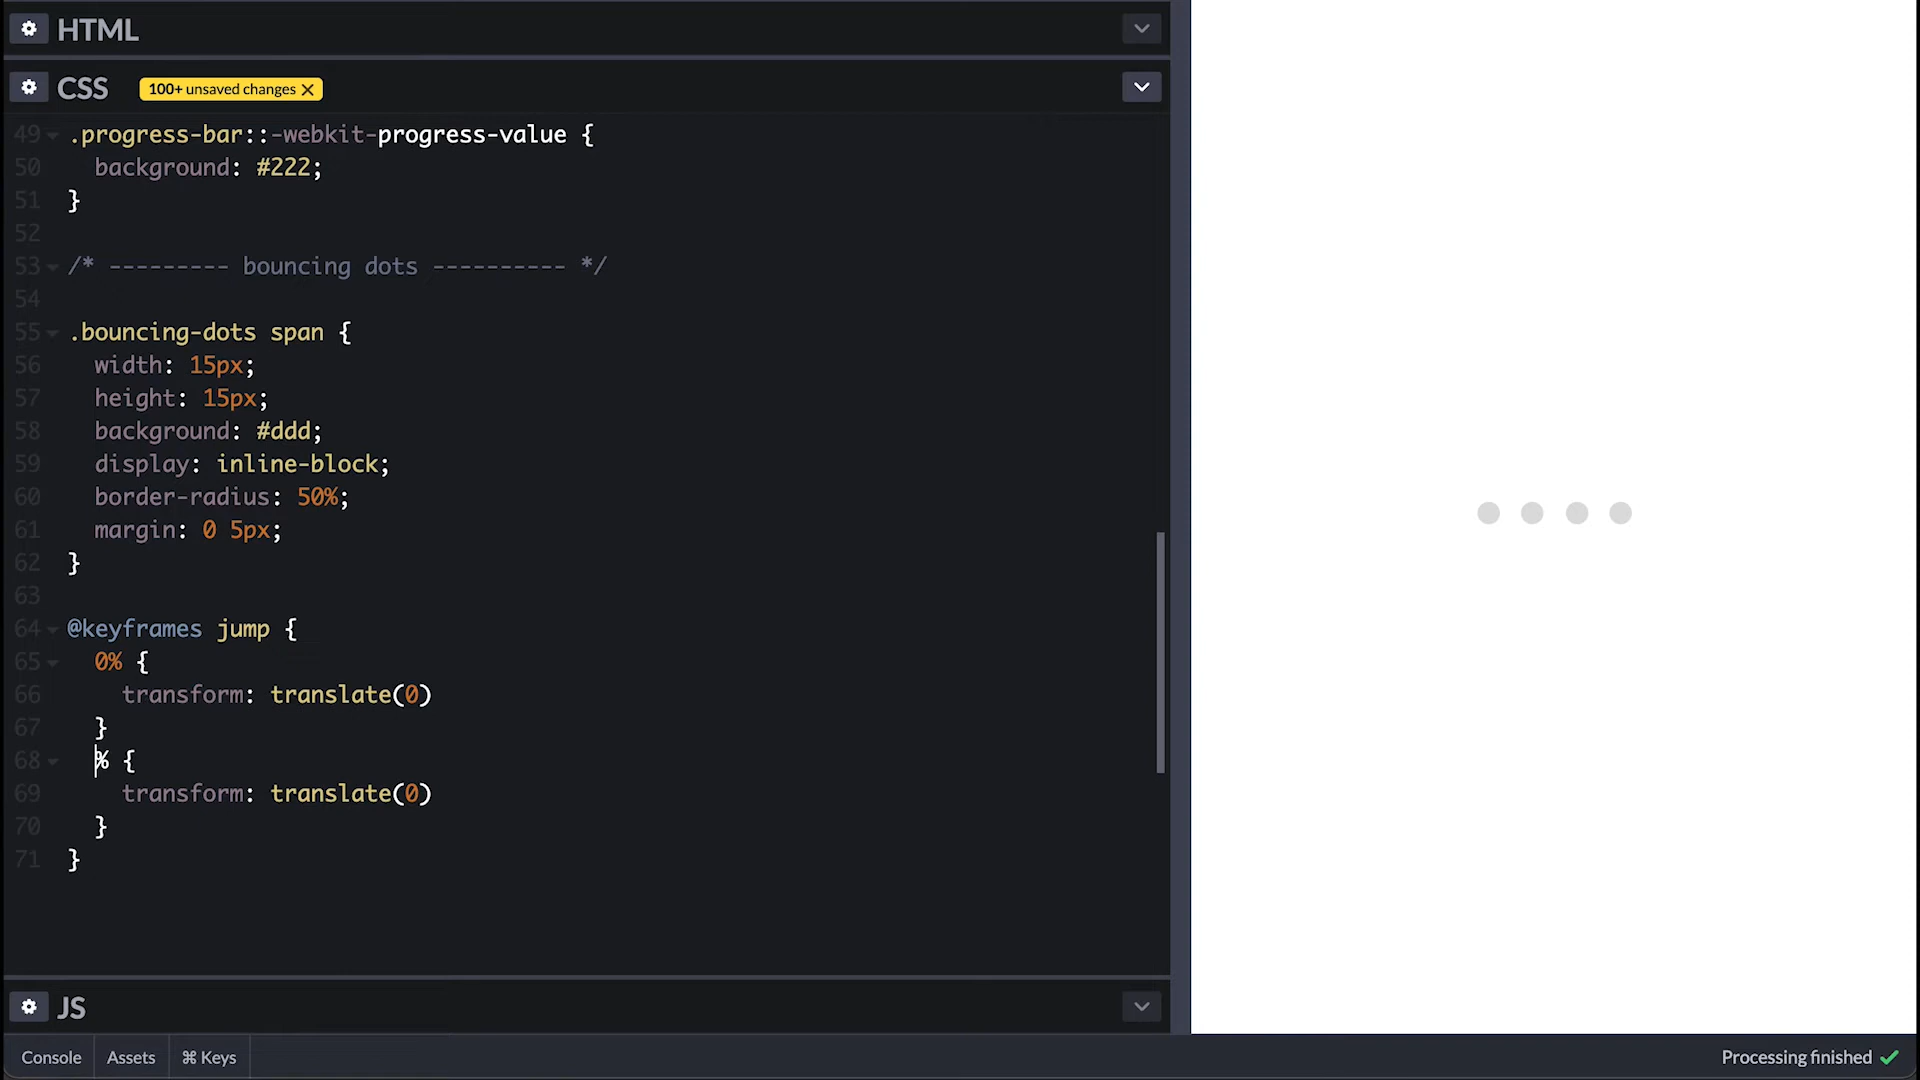 HTML
CSS 100+ unsaved changes ×
49 .progress-bar::-webkit-progress-value {
50 background: #222;
51 }
52
53 /* --------- bouncing dots ---------- */
54
55 .bouncing-dots span {
56 width: 15px;
57 height: 15px;
58 background: #ddd;
59 display: inline-block;
60 border-radius: 50%;
61 margin: 0 5px;
62 }
63
64 @keyframes jump {
65 0% {
66 transform: translate(0)
67 }
68 % {
69 transform: translate(0)
70 }
71 }
JS
Console Assets ⌘ Keys Processing finished ✓